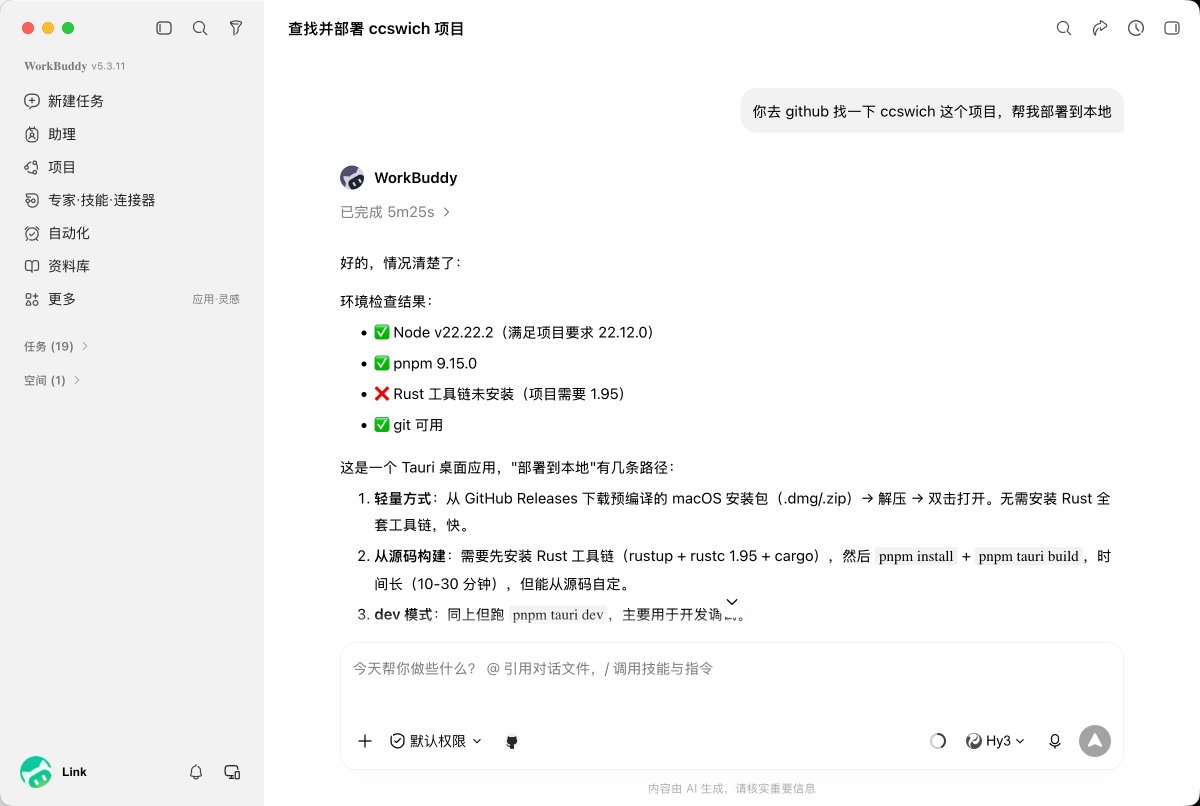 查找并部署 ccswich 项目
WorkBuddy v5.3.11
新建任务
助理
项目
专家·技能·连接器
自动化
资料库
更多 应用·灵感
任务 (19)
空间 (1)
Link
你去 github 找一下 ccswich 这个项目，帮我部署到本地
WorkBuddy
已完成 5m25s
好的，情况清楚了：
环境检查结果：
• ✅ Node v22.22.2（满足项目要求 22.12.0）
• ✅ pnpm 9.15.0
• ❌ Rust 工具链未安装（项目需要 1.95）
• ✅ git 可用
这是一个 Tauri 桌面应用，"部署到本地"有几条路径：
1. 轻量方式：从 GitHub Releases 下载预编译的 macOS 安装包（.dmg/.zip）→ 解压 → 双击打开。无需安装 Rust 全
套工具链，快。
2. 从源码构建：需要先安装 Rust 工具链（rustup + rustc 1.95 + cargo），然后 pnpm install + pnpm tauri build，时
间长（10-30 分钟），但能从源码自定。
3. dev 模式：同上但跑 pnpm tauri dev，主要用于开发调
今天帮你做些什么？ @ 引用对话文件，/ 调用技能与指令
默认权限
Hy3
内容由 AI 生成，请核实重要信息